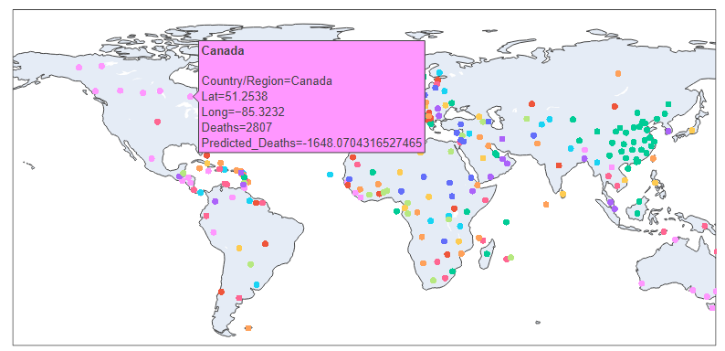 Canada
Country/Region=Canada
Lat=51.2538
Long=-85.3232
Deaths=2807
Predicted_Deaths=-1648.0704316527465